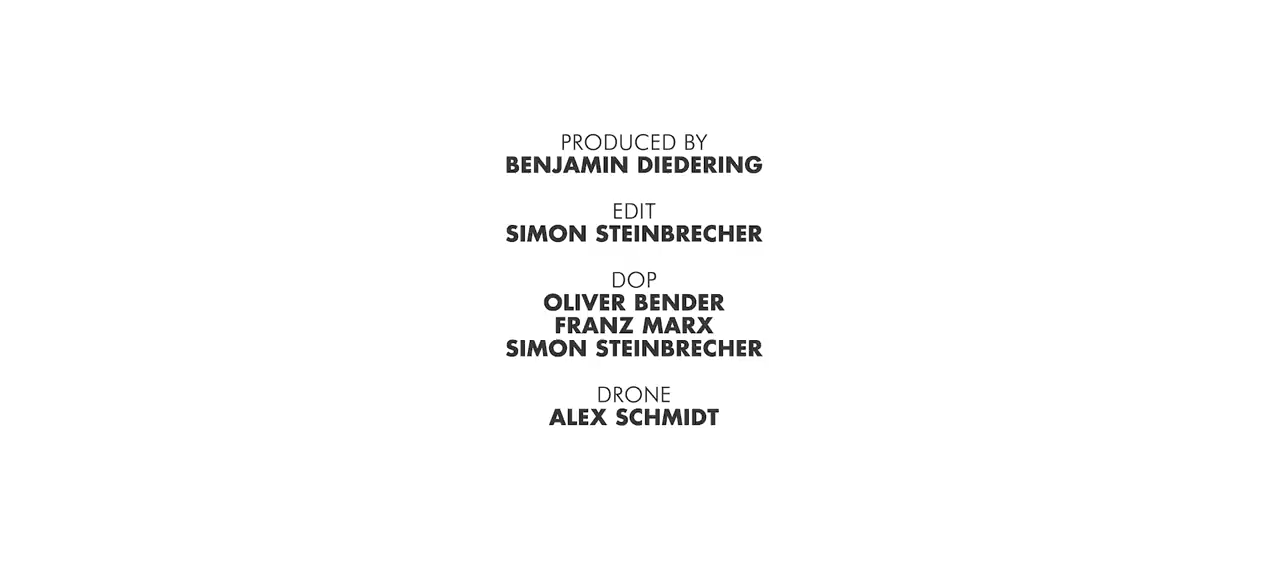 PRODUCED BY
BENJAMIN DIEDERING
EDIT
SIMON STEINBRECHER
DOP
OLIVER BENDER
FRANZ MARX
SIMON STEINBRECHER
DRONE
ALEX SCHMIDT